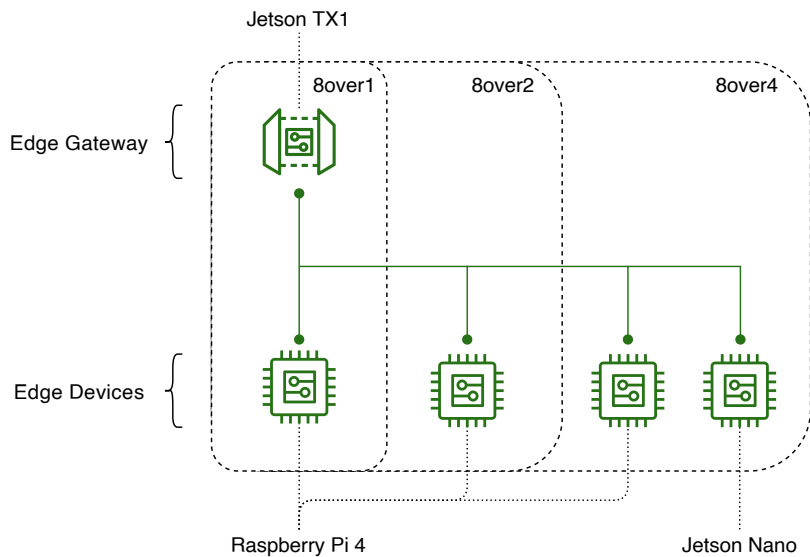 Jetson TX1
8over1
8over2
8over4
Edge Gateway
Edge Devices
Raspberry Pi 4
Jetson Nano